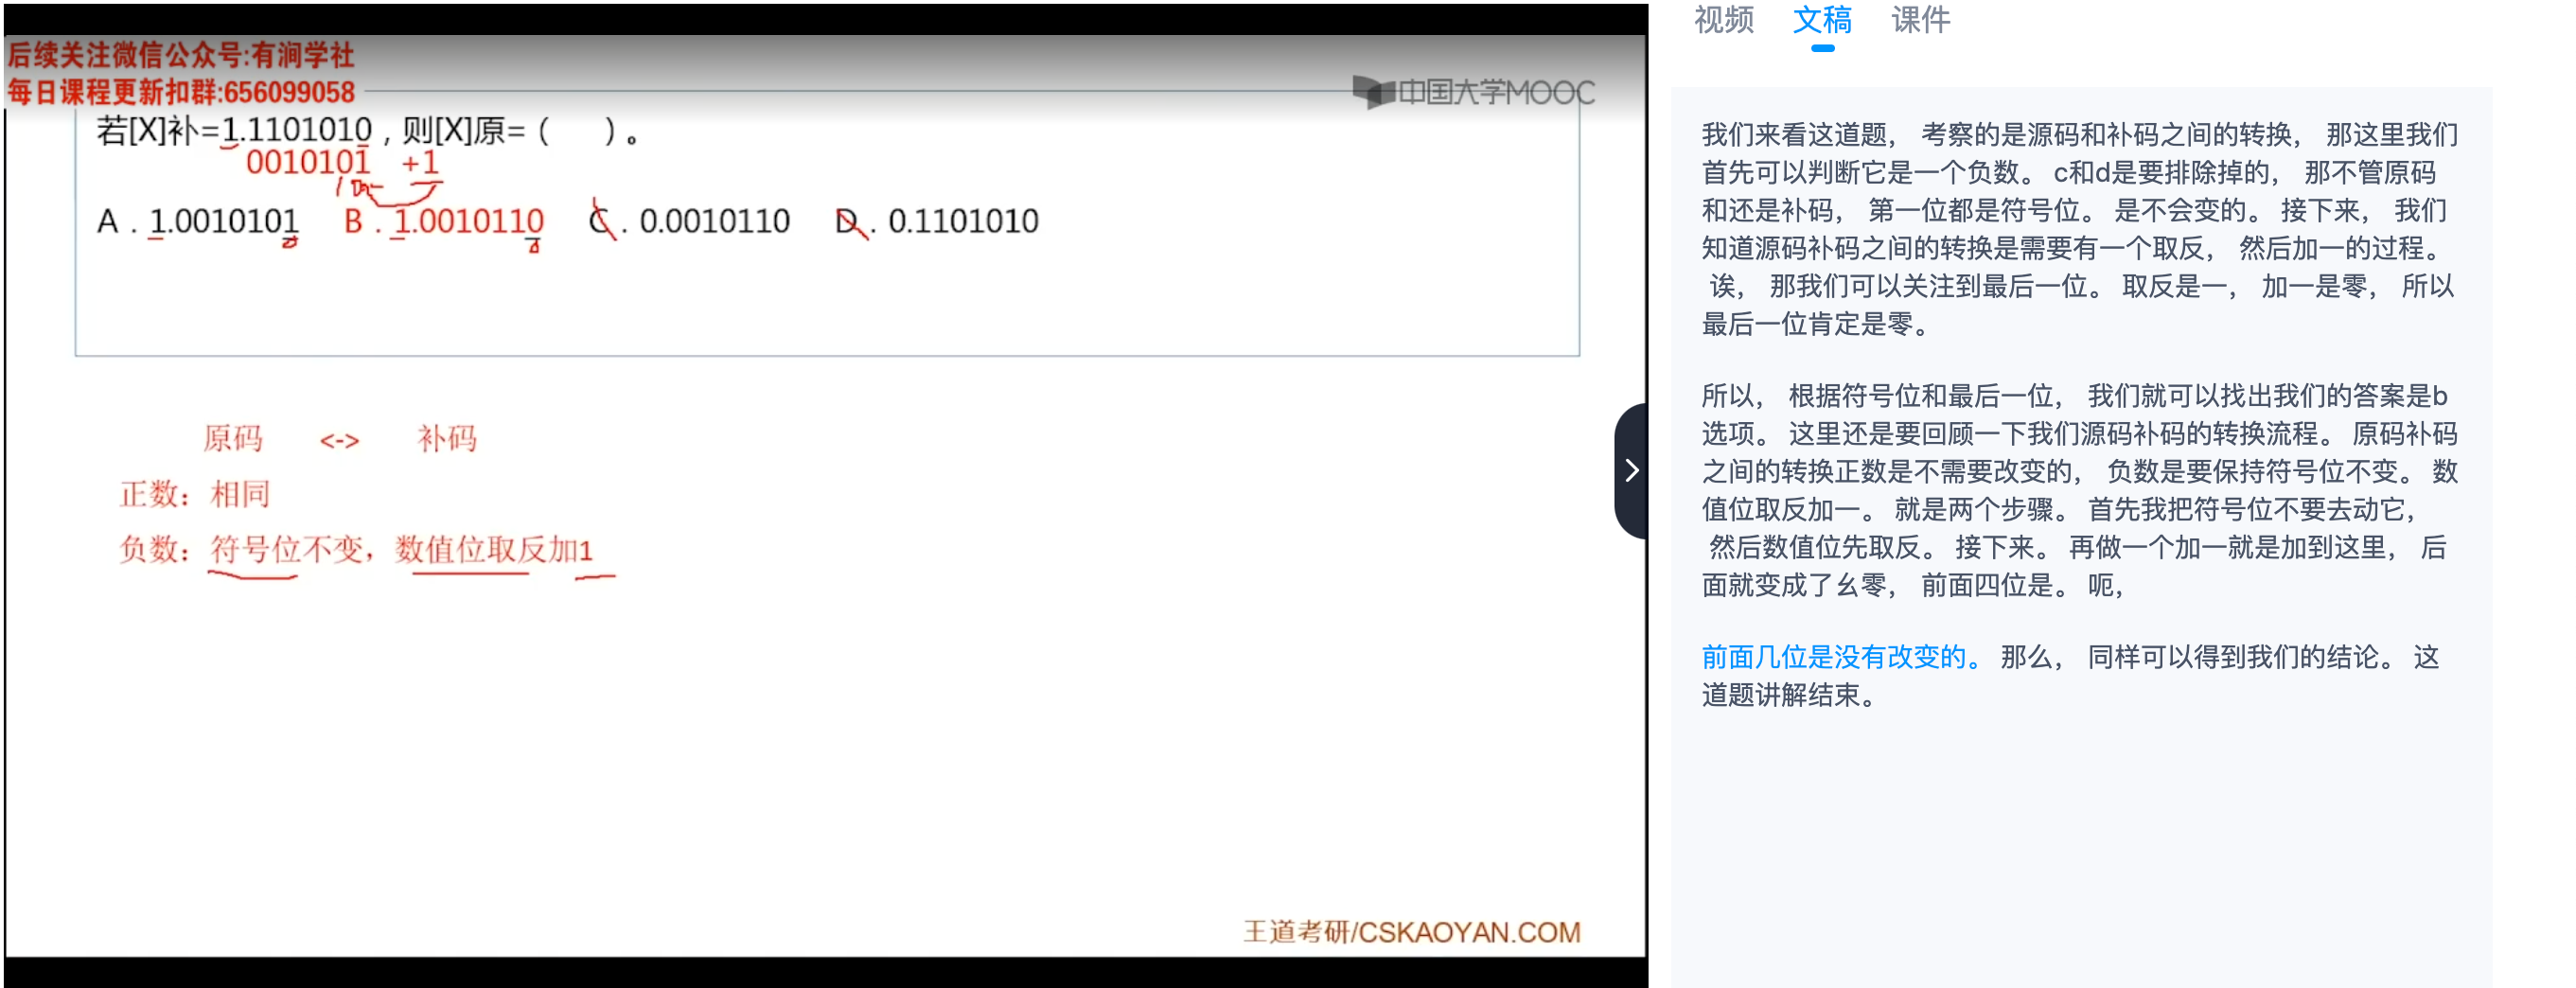 后续关注微信公众号:有涧学社
每日课程更新扣群:656099058
中国大学MOOC
若[X]补=1.1101010，则[X]原=（　　）。
0010101 +1
A．1.0010101 B．1.0010110 C．0.0010110 D．0.1101010
原码 <-> 补码
正数：相同
负数：符号位不变，数值位取反加1
王道考研/CSKAOYAN.COM
视频 文稿 课件
我们来看这道题， 考察的是源码和补码之间的转换， 那这里我们
首先可以判断它是一个负数。 c和d是要排除掉的， 那不管原码
和还是补码， 第一位都是符号位。 是不会变的。 接下来， 我们
知道源码补码之间的转换是需要有一个取反， 然后加一的过程。
诶， 那我们可以关注到最后一位。 取反是一， 加一是零， 所以
最后一位肯定是零。
所以， 根据符号位和最后一位， 我们就可以找出我们的答案是b
选项。 这里还是要回顾一下我们源码补码的转换流程。 原码补码
之间的转换正数是不需要改变的， 负数是要保持符号位不变。 数
值位取反加一。 就是两个步骤。 首先我把符号位不要去动它，
然后数值位先取反。 接下来。 再做一个加一就是加到这里， 后
面就变成了幺零， 前面四位是。 呃，
前面几位是没有改变的。 那么， 同样可以得到我们的结论。 这
道题讲解结束。